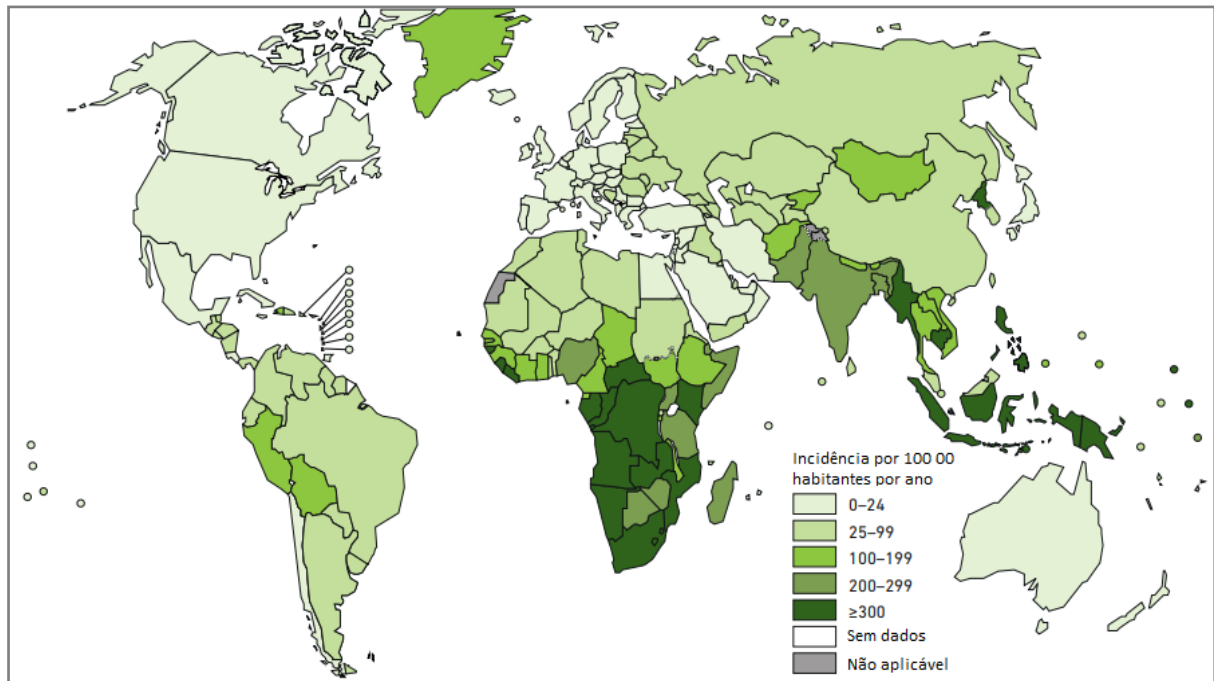 Incidência por 100 00
habitantes por ano
0–24
25–99
100–199
200–299
≥300
Sem dados
Não aplicável